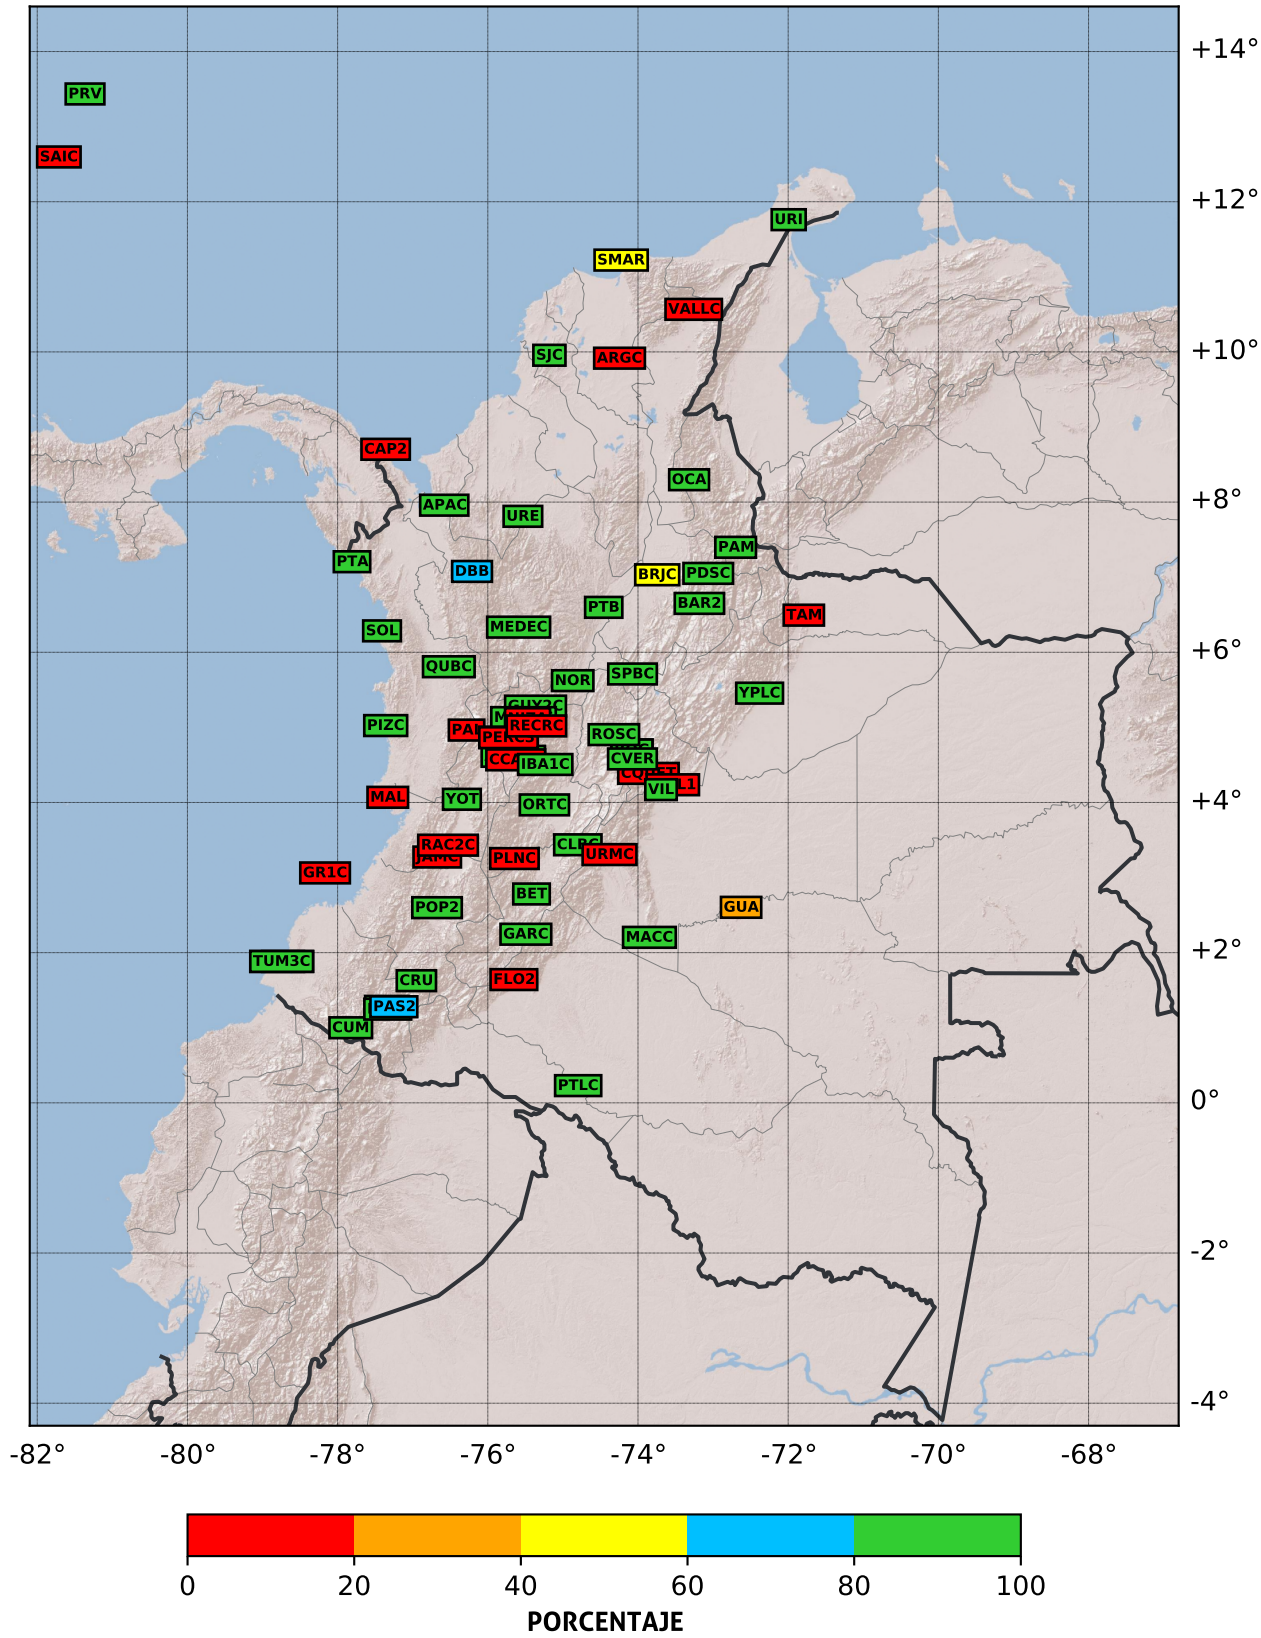 +14°
PRV
SAIC
+12°
URI
SMAR
VALLC
+10°
SJC
ARGC
CAP2
OCA
+8°
APAC
URE
PAM
PTA
DBB
BRJC
PDSC
PTB
BAR2
TAM
SOL
MEDEC
+6°
QUBC
SPBC
NOR
YPLC
PIZC
RECRC
ROSC
CVER
IBA1C
VIL
MAL
YOT
ORTC
+4°
RAC2C
CLBC
URMC
PLNC
GR1C
BET
POP2
GUA
GARC
MACC
+2°
TUM3C
CRU
FLO2
PAS2
CUM
PTLC
0°
-2°
-4°
-82° -80° -78° -76° -74° -72° -70° -68°
0 20 40 60 80 100
PORCENTAJE